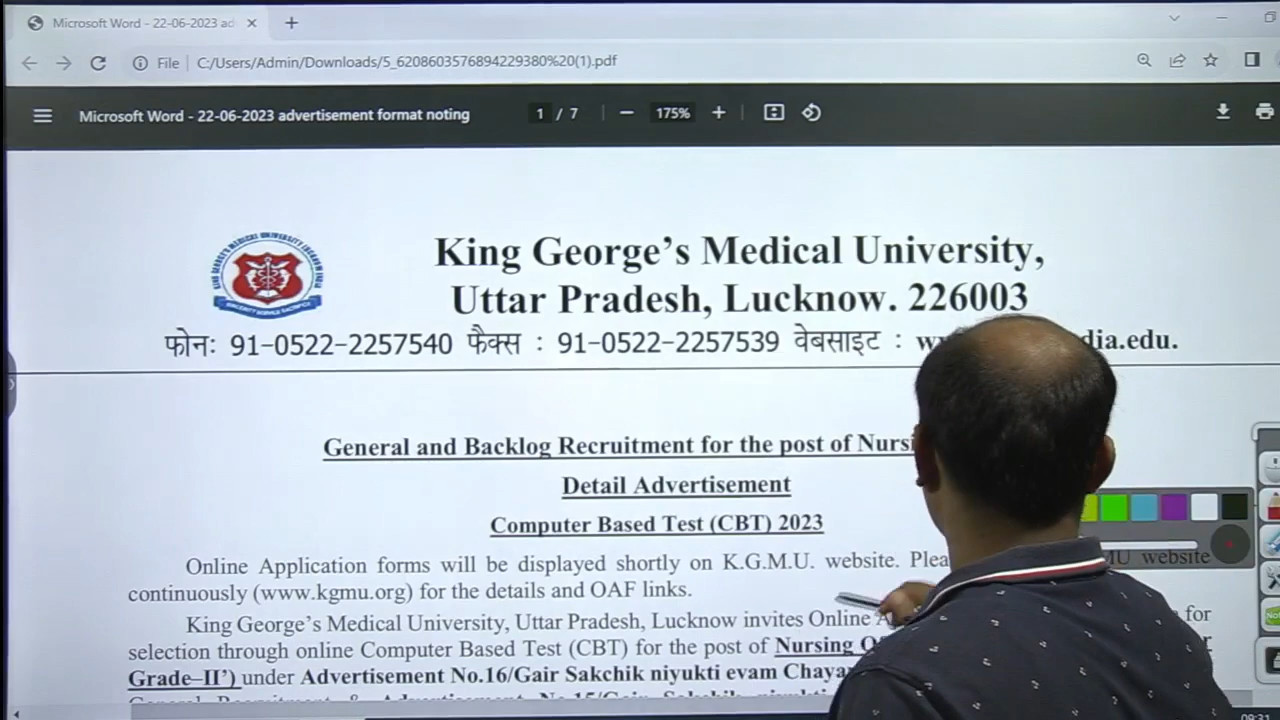 Microsoft Word - 22-06-2023 ad
File C:/Users/Admin/Downloads/5_6208603576894229380%20(1).pdf
Microsoft Word - 22-06-2023 advertisement format noting 1 / 7 175%
King George's Medical University,
Uttar Pradesh, Lucknow. 226003
फोनः 91-0522-2257540 फैक्स : 91-0522-2257539 वेबसाइट : dia.edu.
General and Backlog Recruitment for the post of Nursi
Detail Advertisement
Computer Based Test (CBT) 2023
Online Application forms will be displayed shortly on K.G.M.U. website. Plea MU website
continuously (www.kgmu.org) for the details and OAF links.
King George's Medical University, Uttar Pradesh, Lucknow invites Online A for
selection through online Computer Based Test (CBT) for the post of Nursing O
Grade–II') under Advertisement No.16/Gair Sakchik niyukti evam Chaya